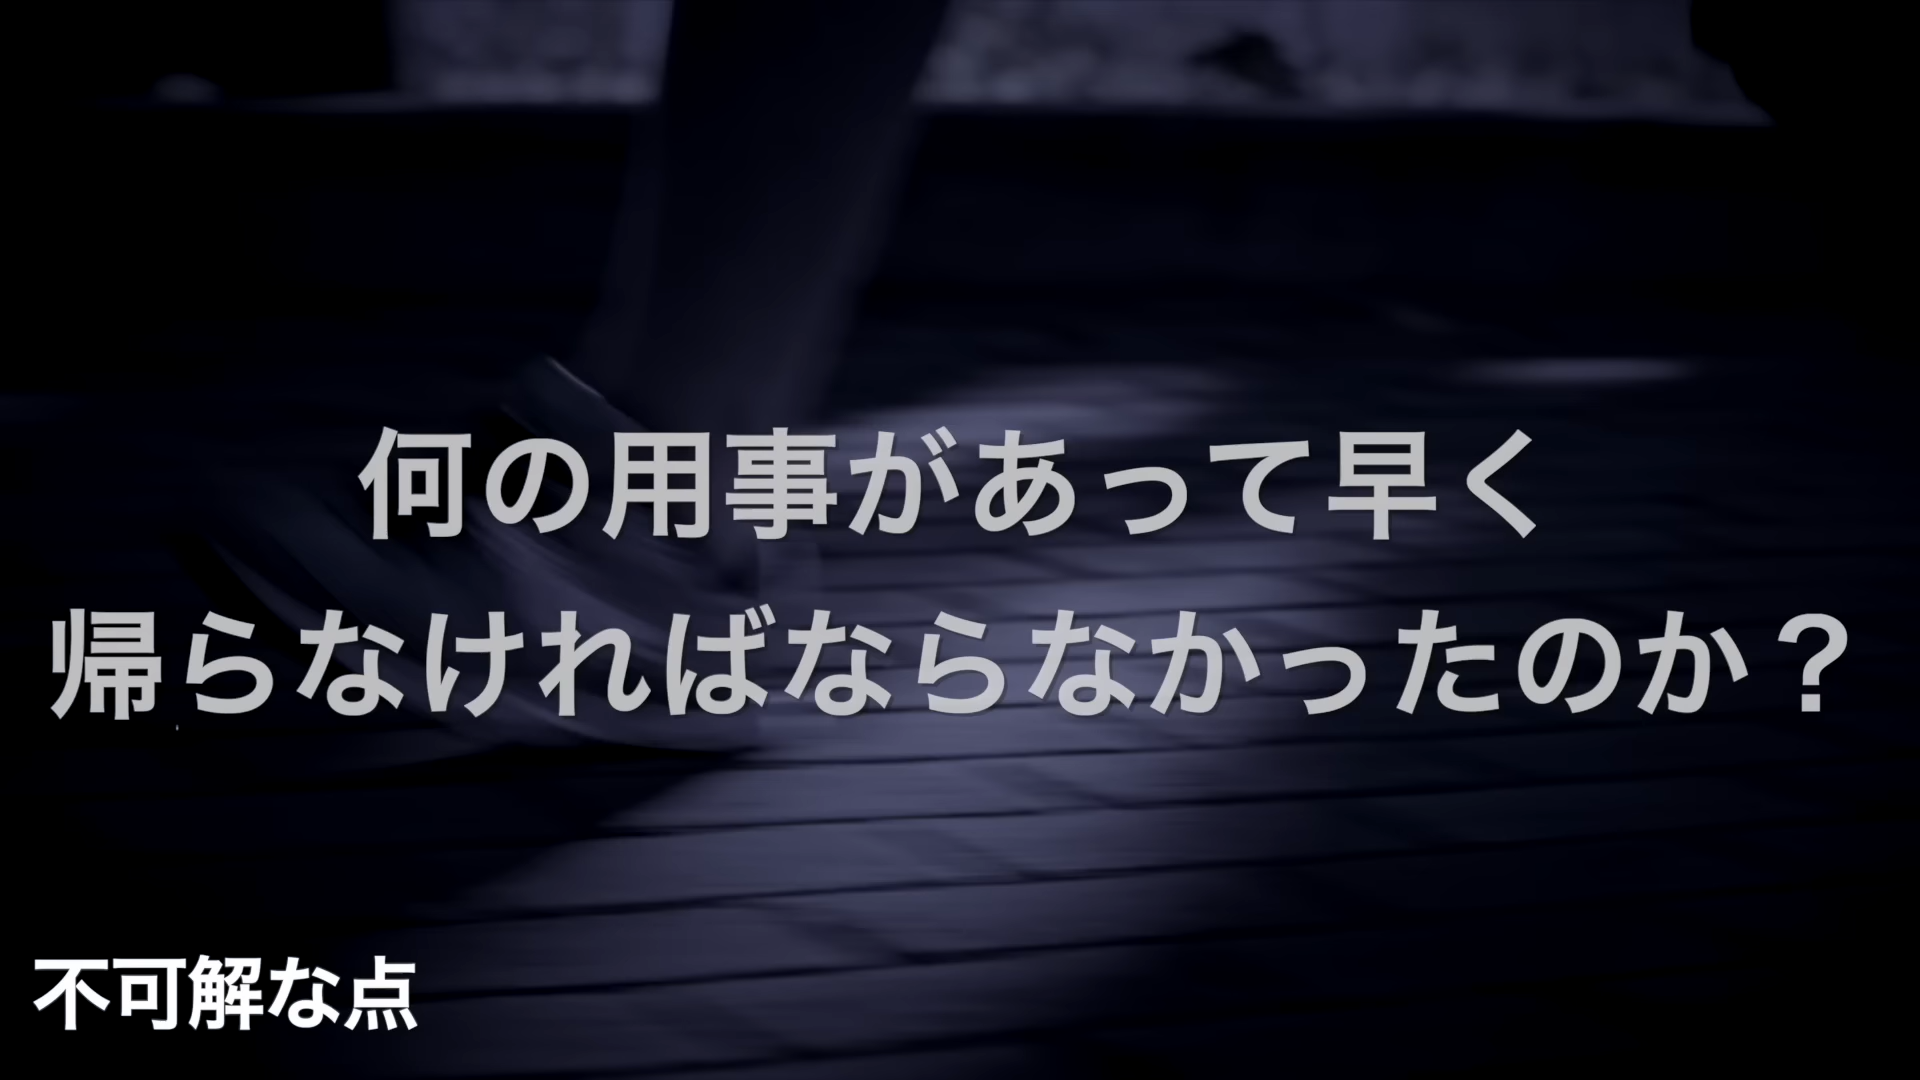 何の用事があって早く
帰らなければならなかったのか？
不可解な点